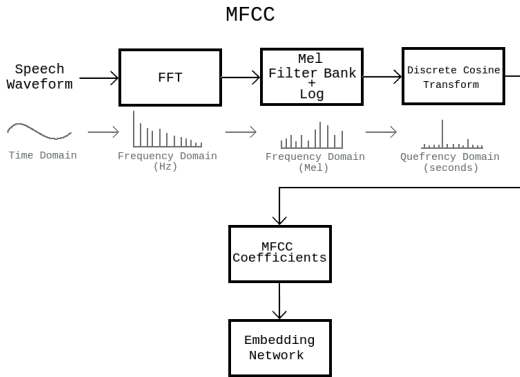 MFCC
Speech
Waveform
FFT
Mel
Filter Bank
+
Log
Discrete Cosine
Transform
Time Domain
Frequency Domain
(Hz)
Frequency Domain
(Mel)
Quefrency Domain
(seconds)
MFCC
Coefficients
Embedding
Network